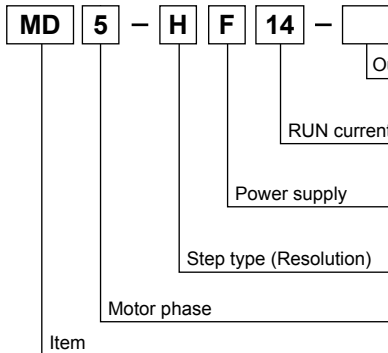 MD 5 – H F 14 –
RUN current
Power supply
Step type (Resolution)
Motor phase
Item